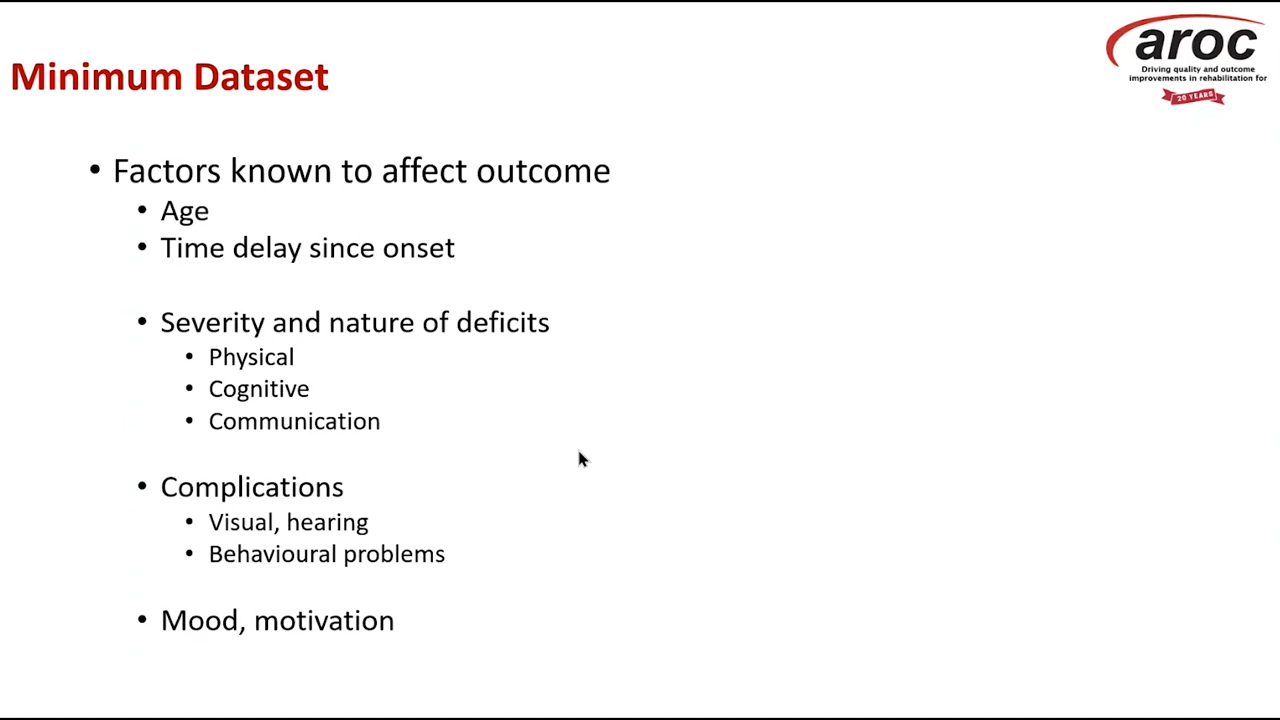 Minimum Dataset
aroc
Driving quality and outcome
improvements in rehabilitation for
20 YEARS
• Factors known to affect outcome
• Age
• Time delay since onset
• Severity and nature of deficits
• Physical
• Cognitive
• Communication
• Complications
• Visual, hearing
• Behavioural problems
• Mood, motivation